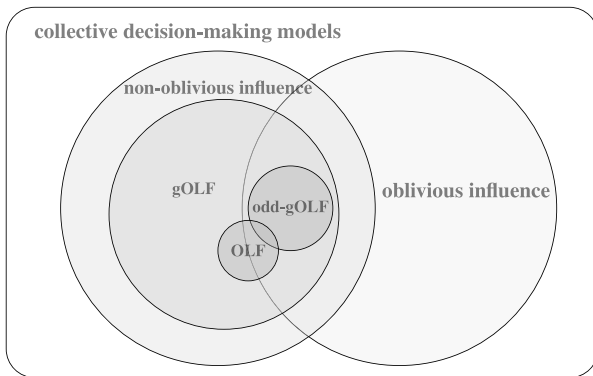 collective decision-making models
non-oblivious influence
gOLF
oblivious influence
odd-gOLF
OLF